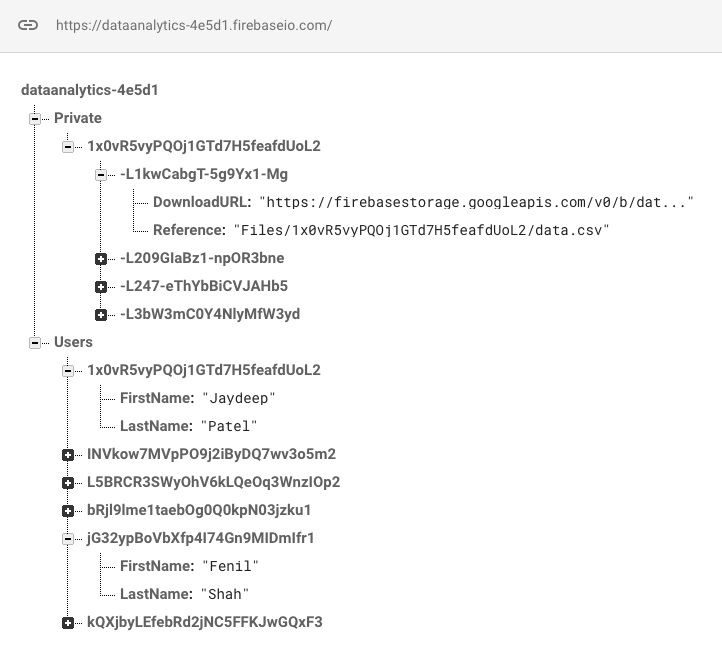 https://dataanalytics-4e5d1.firebaseio.com/
dataanalytics-4e5d1
Private
1x0vR5vyPQOj1GTd7H5feafdUoL2
-L1kwCabgT-5g9Yx1-Mg
DownloadURL: "https://firebasestorage.googleapis.com/v0/b/dat..."
Reference: "Files/1x0vR5vyPQOj1GTd7H5feafdUoL2/data.csv"
-L209GIaBz1-npOR3bne
-L247-eThYbBiCVJAHb5
-L3bW3mC0Y4NlyMfW3yd
Users
1x0vR5vyPQOj1GTd7H5feafdUoL2
FirstName: "Jaydeep"
LastName: "Patel"
INVkow7MVpPO9j2iByDQ7wv3o5m2
L5BRCR3SWyOhV6kLQeOq3WnzIOp2
bRjl9lme1taebOg0Q0kpN03jzku1
jG32ypBoVbXfp4I74Gn9MIDmIfr1
FirstName: "Fenil"
LastName: "Shah"
kQXjbyLEfebRd2jNC5FFKJwGQxF3